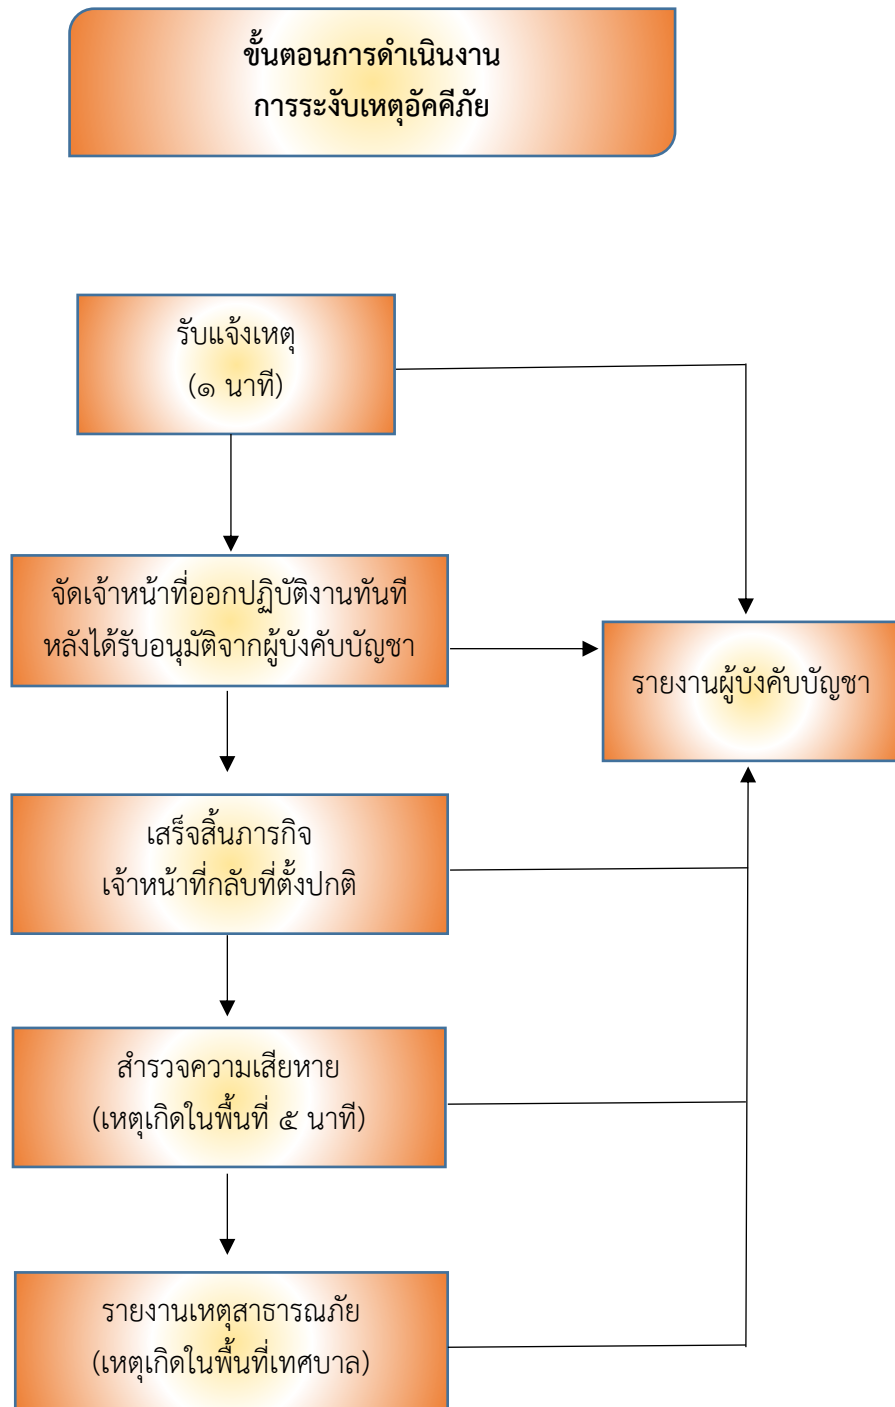 ขั้นตอนการดำเนินงาน
การระงับเหตุอัคคีภัย
รับแจ้งเหตุ
(๑ นาที)
จัดเจ้าหน้าที่ออกปฏิบัติงานทันที
หลังได้รับอนุมัติจากผู้บังคับบัญชา
รายงานผู้บังคับบัญชา
เสร็จสิ้นภารกิจ
เจ้าหน้าที่กลับที่ตั้งปกติ
สำรวจความเสียหาย
(เหตุเกิดในพื้นที่ ๕ นาที)
รายงานเหตุสาธารณภัย
(เหตุเกิดในพื้นที่เทศบาล)